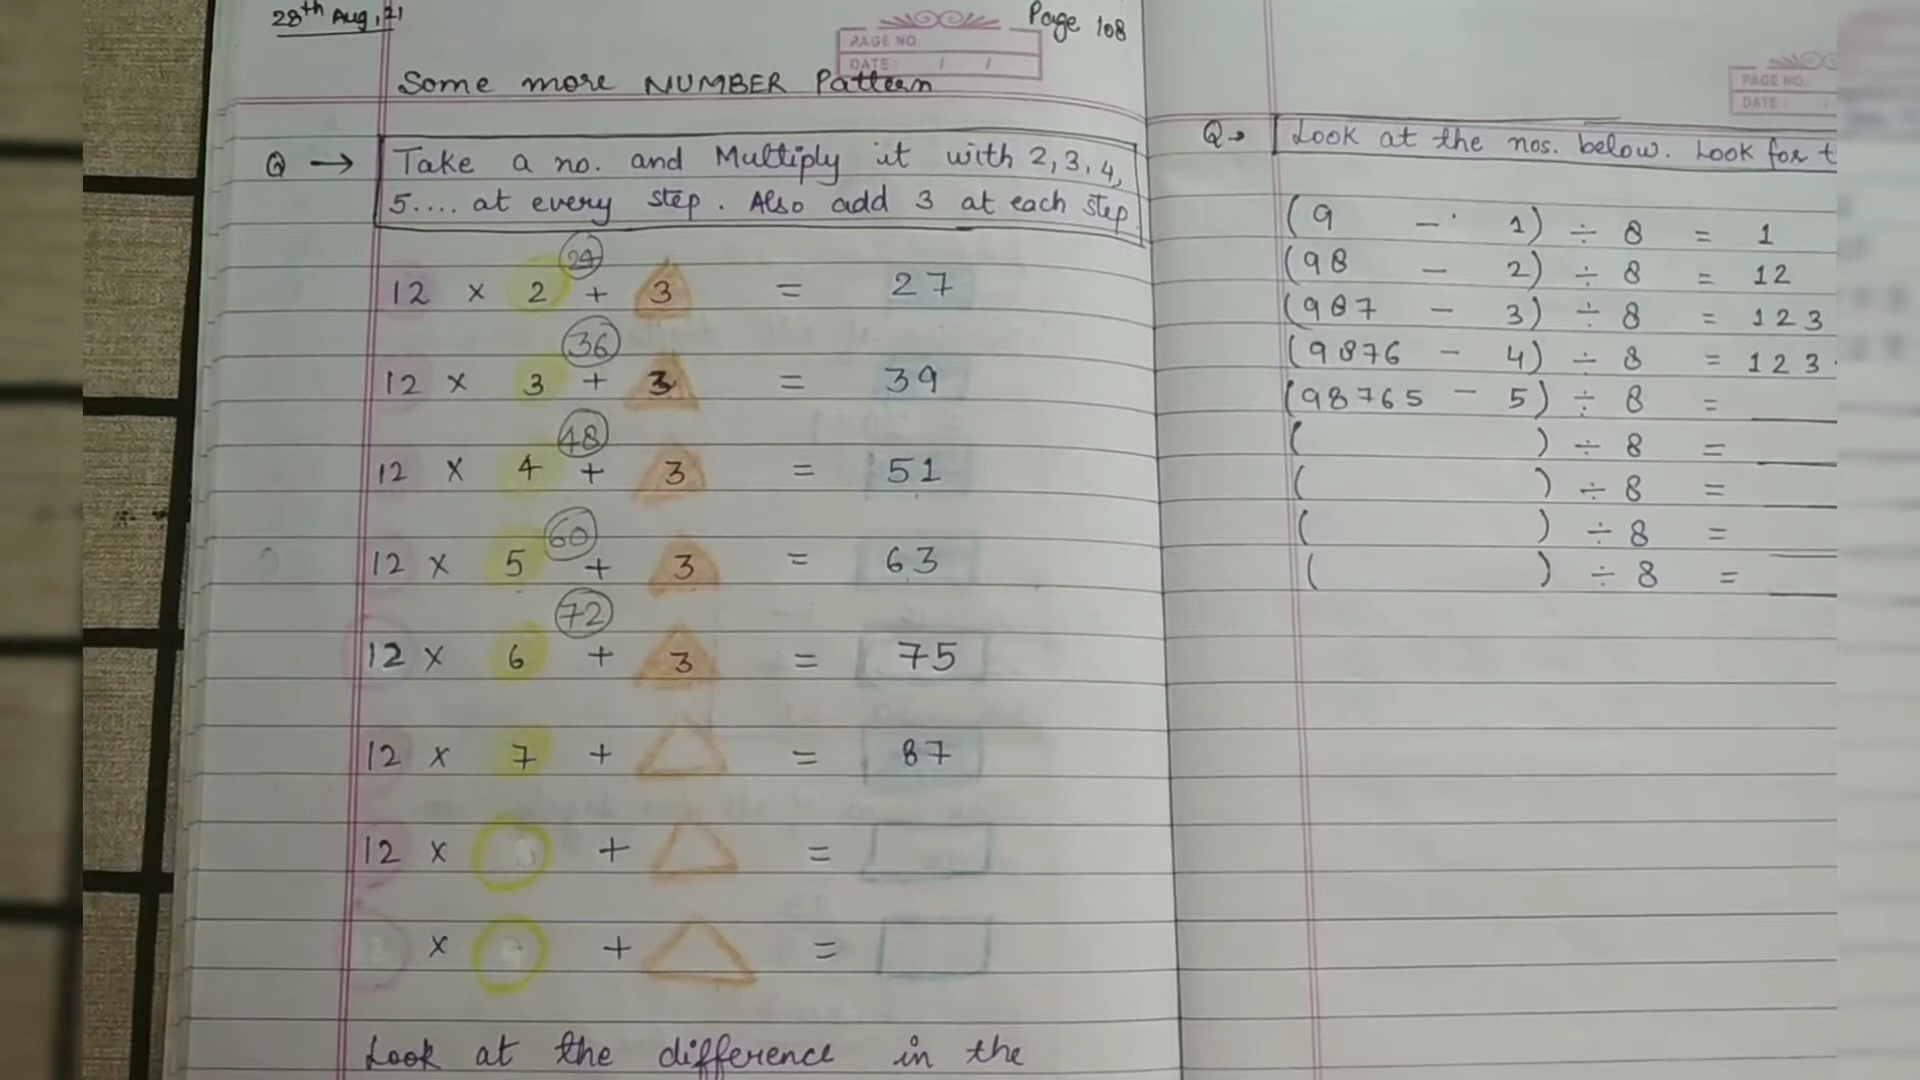 28th Aug, 21
Page 108
PAGE NO
DATE / /
Some more NUMBER Pattern
Q → Take a no. and Multiply it with 2, 3, 4,
5.... at every step. Also add 3 at each step.
24
12 × 2 + 3 = 27
36
12 × 3 + 3 = 39
48
12 × 4 + 3 = 51
60
12 × 5 + 3 = 63
72
12 × 6 + 3 = 75
12 × 7 + = 87
12 × + =
× + =
Look at the difference in the
PAGE NO.
DATE : /
Q → Look at the nos. below. Look for t
(9 - 1) ÷ 8 = 1
(98 - 2) ÷ 8 = 12
(987 - 3) ÷ 8 = 123
(9876 - 4) ÷ 8 = 123
(98765 - 5) ÷ 8 = ___
( ) ÷ 8 = ___
( ) ÷ 8 = ___
( ) ÷ 8 = ___
( ) ÷ 8 = ___